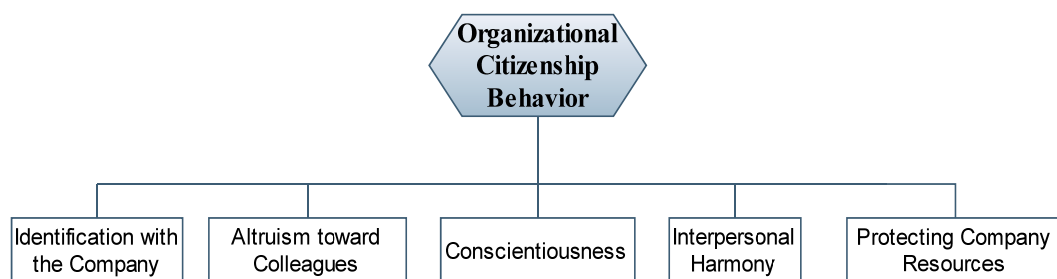 Organizational
Citizenship
Behavior
Identification with
the Company
Altruism toward
Colleagues
Conscientiousness
Interpersonal
Harmony
Protecting Company
Resources